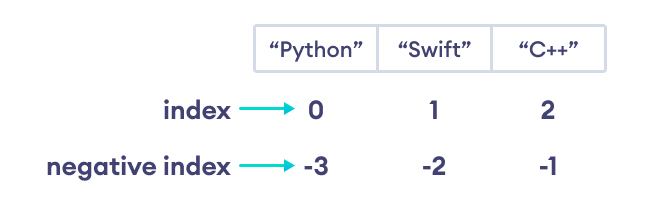 “Python” “Swift” “C++”
index 0 1 2
negative index -3 -2 -1